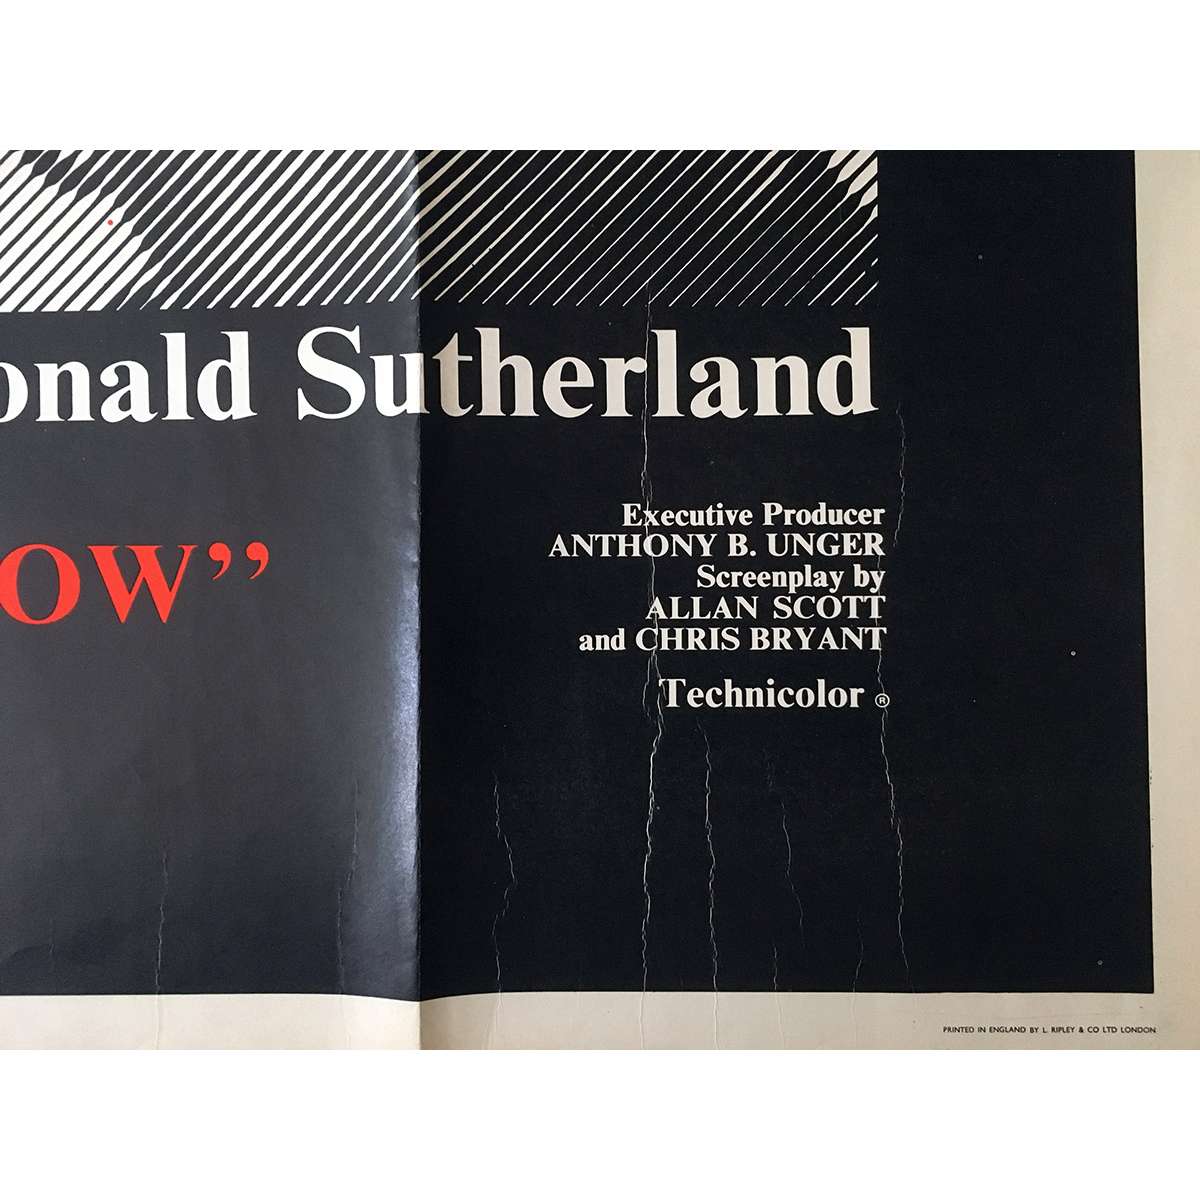 onald Sutherland
OW”
Executive Producer
ANTHONY B. UNGER
Screenplay by
ALLAN SCOTT
and CHRIS BRYANT
Technicolor ®
PRINTED IN ENGLAND BY L. RIPLEY & CO LTD LONDON